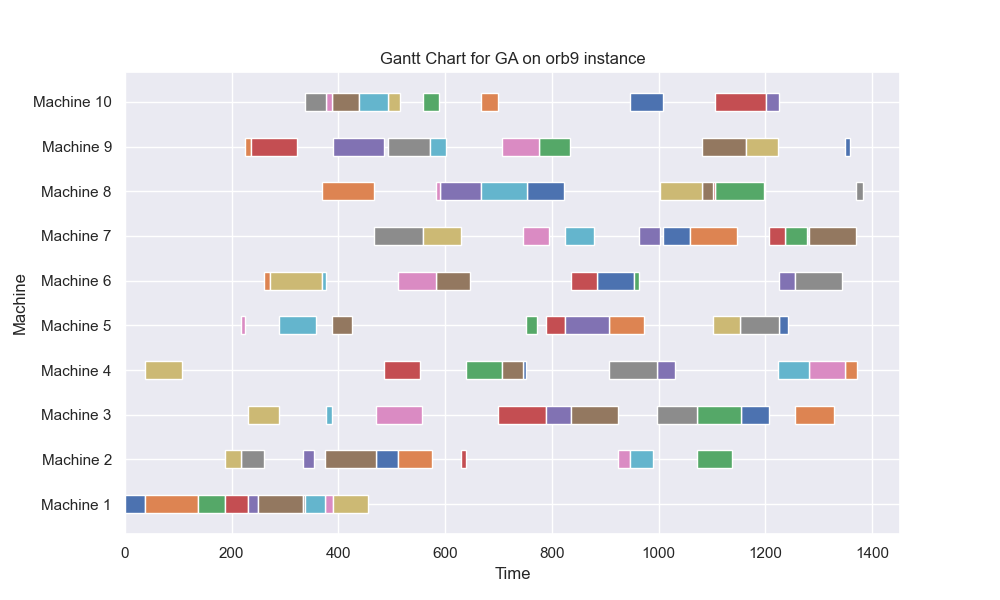 Gantt Chart for GA on orb9 instance
Machine 10
Machine 9
Machine 8
Machine 7
Machine 6
Machine 5
Machine 4
Machine 3
Machine 2
Machine 1
Machine
0 200 400 600 800 1000 1200 1400
Time